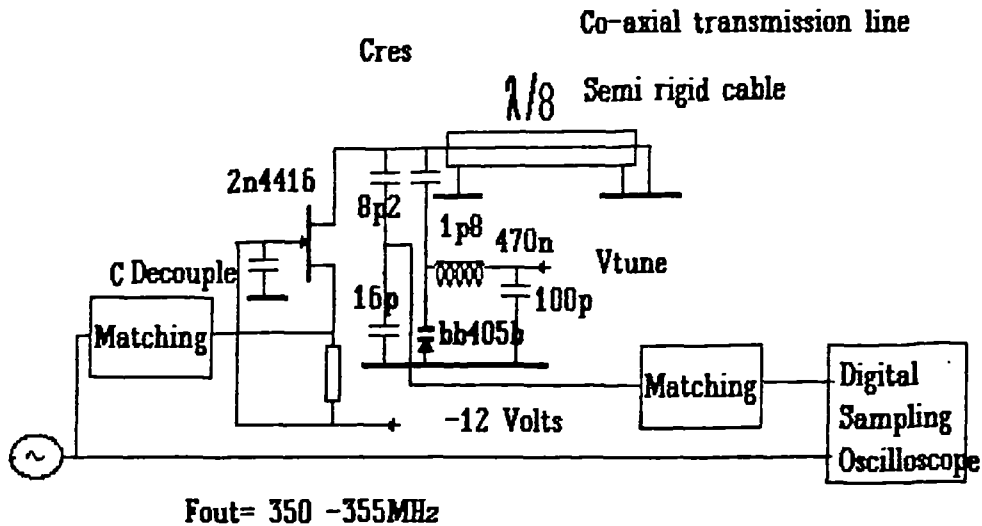 Co-axial transmission line
Cres
λ/8
Semi rigid cable
2n4416
8p2
1p8
470n
Vtune
C Decouple
16p
100p
Matching
bb405b
Matching
Digital
Sampling
Oscilloscope
-12 Volts
~
Fout= 350 -355MHz